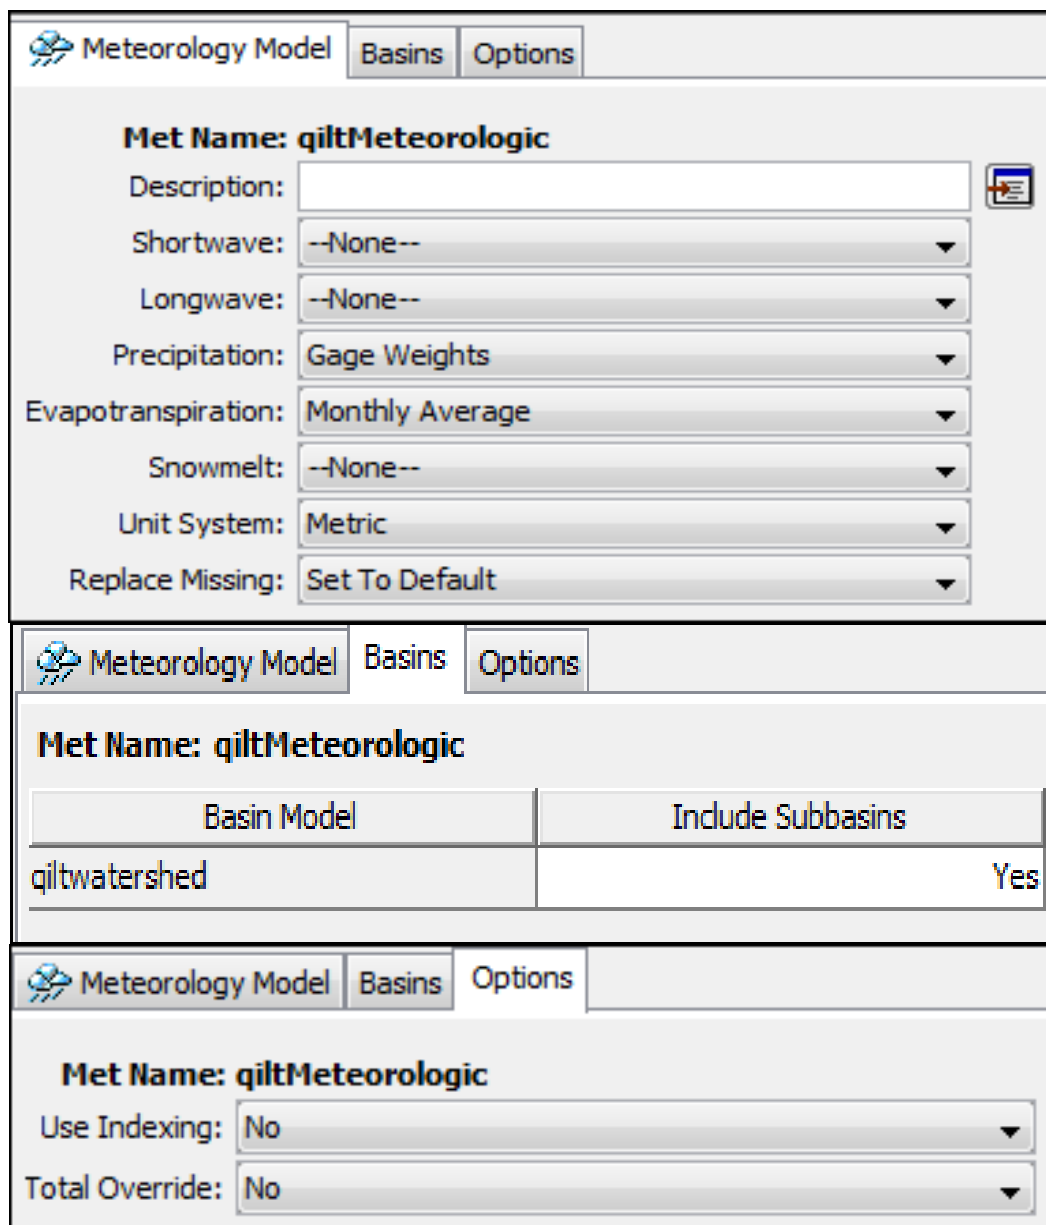 Meteorology Model Basins Options
Met Name: qiltMeteorologic
Description:
Shortwave: --None--
Longwave: --None--
Precipitation: Gage Weights
Evapotranspiration: Monthly Average
Snowmelt: --None--
Unit System: Metric
Replace Missing: Set To Default
Meteorology Model Basins Options
Met Name: qiltMeteorologic
Basin Model Include Subbasins
qiltwatershed Yes
Meteorology Model Basins Options
Met Name: qiltMeteorologic
Use Indexing: No
Total Override: No